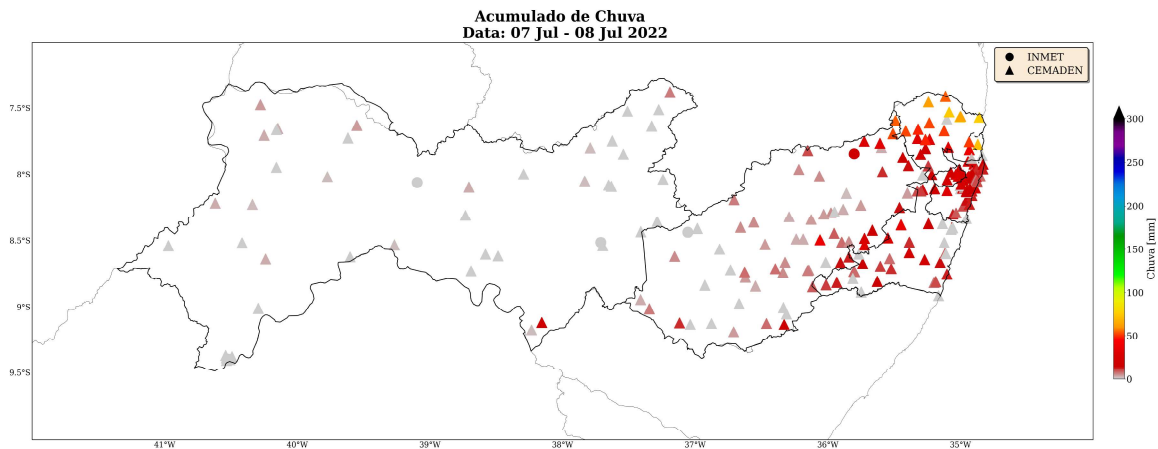 Acumulado de Chuva
Data: 07 Jul - 08 Jul 2022
INMET
CEMADEN
7.5°S
8°S
8.5°S
9°S
9.5°S
41°W
40°W
39°W
38°W
37°W
36°W
35°W
300
250
200
150
100
50
0
Chuva [mm]